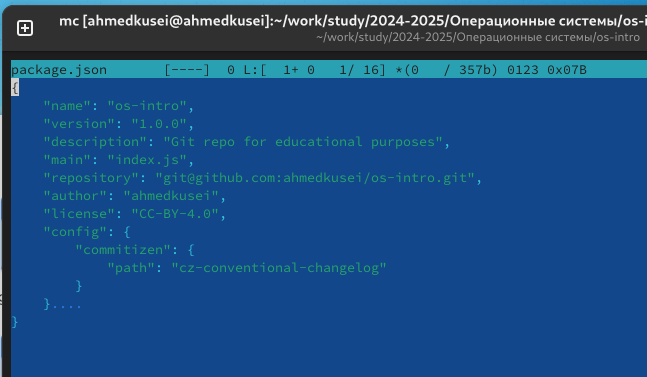 mc [ahmedkusei@ahmedkusei]:~/work/study/2024-2025/Операционные системы/os-i
~/work/study/2024-2025/Операционные системы/os-intro
package.json       [----]  0 L:[  1+ 0   1/ 16] *(0   / 357b) 0123 0x07B
{
    "name": "os-intro",
    "version": "1.0.0",
    "description": "Git repo for educational purposes",
    "main": "index.js",
    "repository": "git@github.com:ahmedkusei/os-intro.git",
    "author": "ahmedkusei",
    "license": "CC-BY-4.0",
    "config": {
        "commitizen": {
            "path": "cz-conventional-changelog"
        }
    }....
}